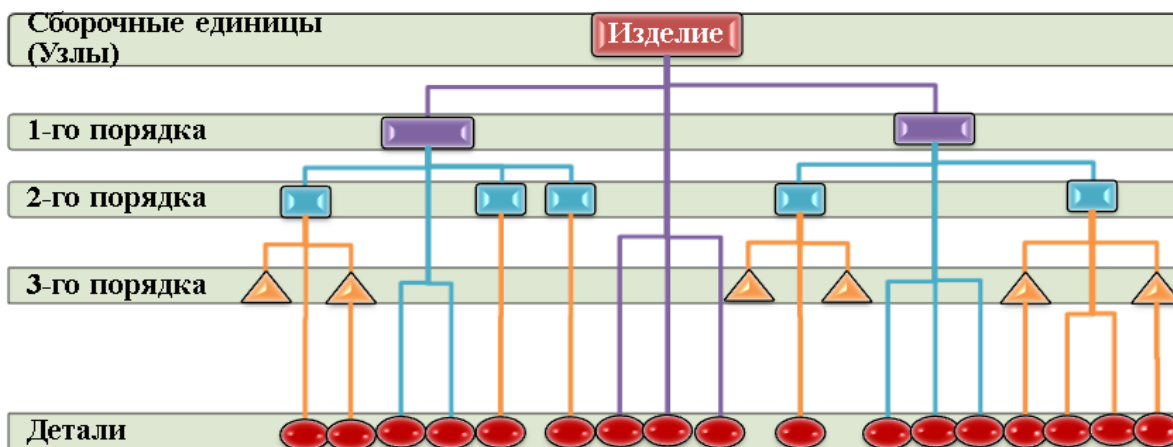 Сборочные единицы
(Узлы)
Изделие
1-го порядка
2-го порядка
3-го порядка
Детали